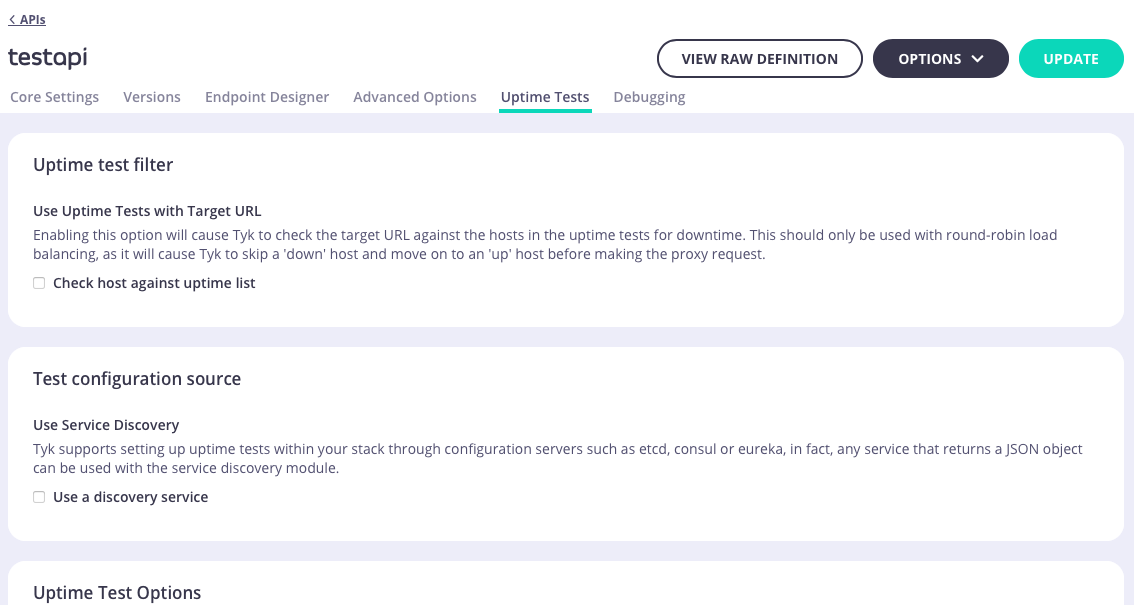 APIs
testapi
VIEW RAW DEFINITION
OPTIONS
UPDATE
Core Settings
Versions
Endpoint Designer
Advanced Options
Uptime Tests
Debugging
Uptime test filter
Use Uptime Tests with Target URL
Enabling this option will cause Tyk to check the target URL against the hosts in the uptime tests for downtime. This should only be used with round-robin load
balancing, as it will cause Tyk to skip a 'down' host and move on to an 'up' host before making the proxy request.
Check host against uptime list
Test configuration source
Use Service Discovery
Tyk supports setting up uptime tests within your stack through configuration servers such as etcd, consul or eureka, in fact, any service that returns a JSON object
can be used with the service discovery module.
Use a discovery service
Uptime Test Options